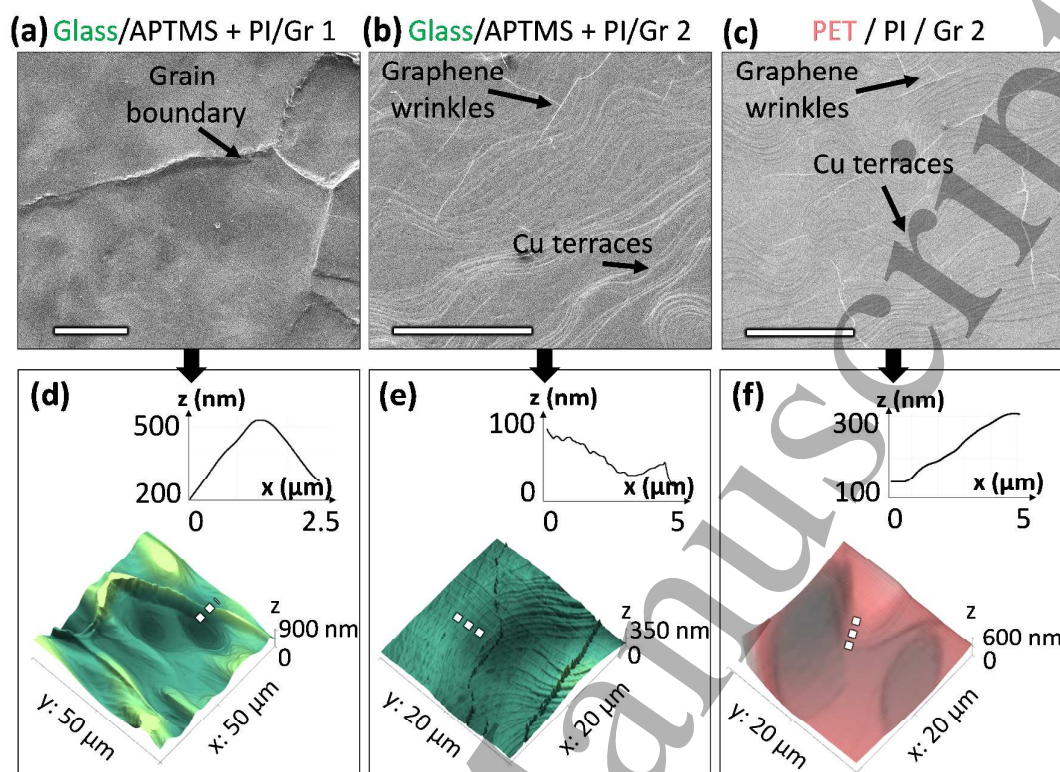 (a) Glass/APTMS + PI/Gr 1
(b) Glass/APTMS + PI/Gr 2
(c) PET / PI / Gr 2
Grain
boundary
Graphene
wrinkles
Cu terraces
Graphene
wrinkles
Cu terraces
(d)
z (nm)
500
200
x (µm)
0
2.5
z
900 nm
0
y: 50 µm
x: 50 µm
(e)
z (nm)
100
0
x (µm)
0
5
z
350 nm
0
y: 20 µm
x: 20 µm
(f)
z (nm)
300
100
x (µm)
0
5
z
600 nm
0
y: 20 µm
x: 20 µm
manuscrip